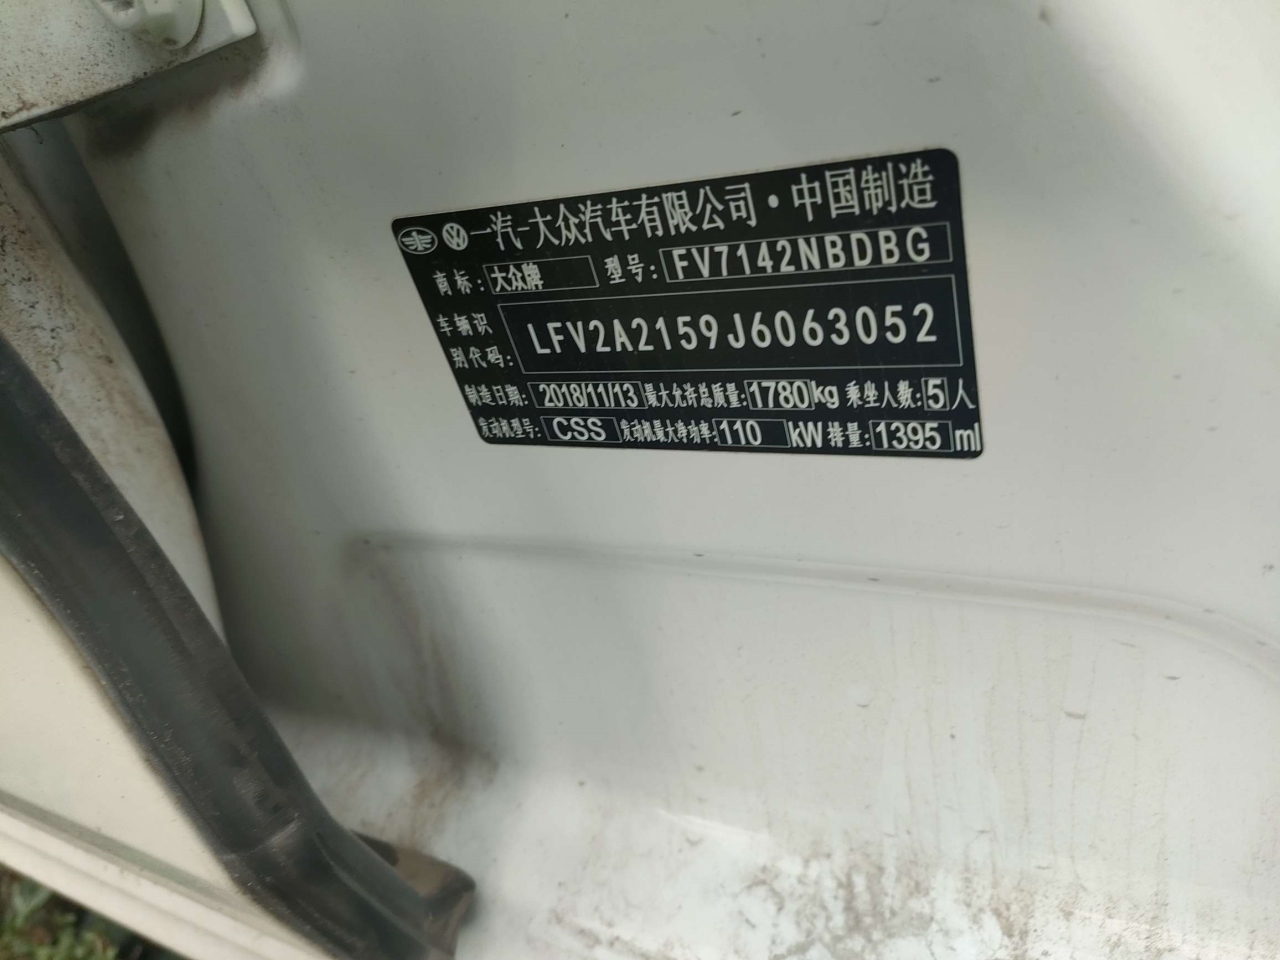 一汽-大众汽车有限公司·中国制造
商标: 大众牌 型号: FV7142NBDBG
车辆识别代码: LFV2A2159J6063052
制造日期: 2018/11/13 最大允许总质量: 1780kg 乘坐人数: 5人
发动机型号: CSS 发动机最大净功率: 110 kW 排量: 1395 ml